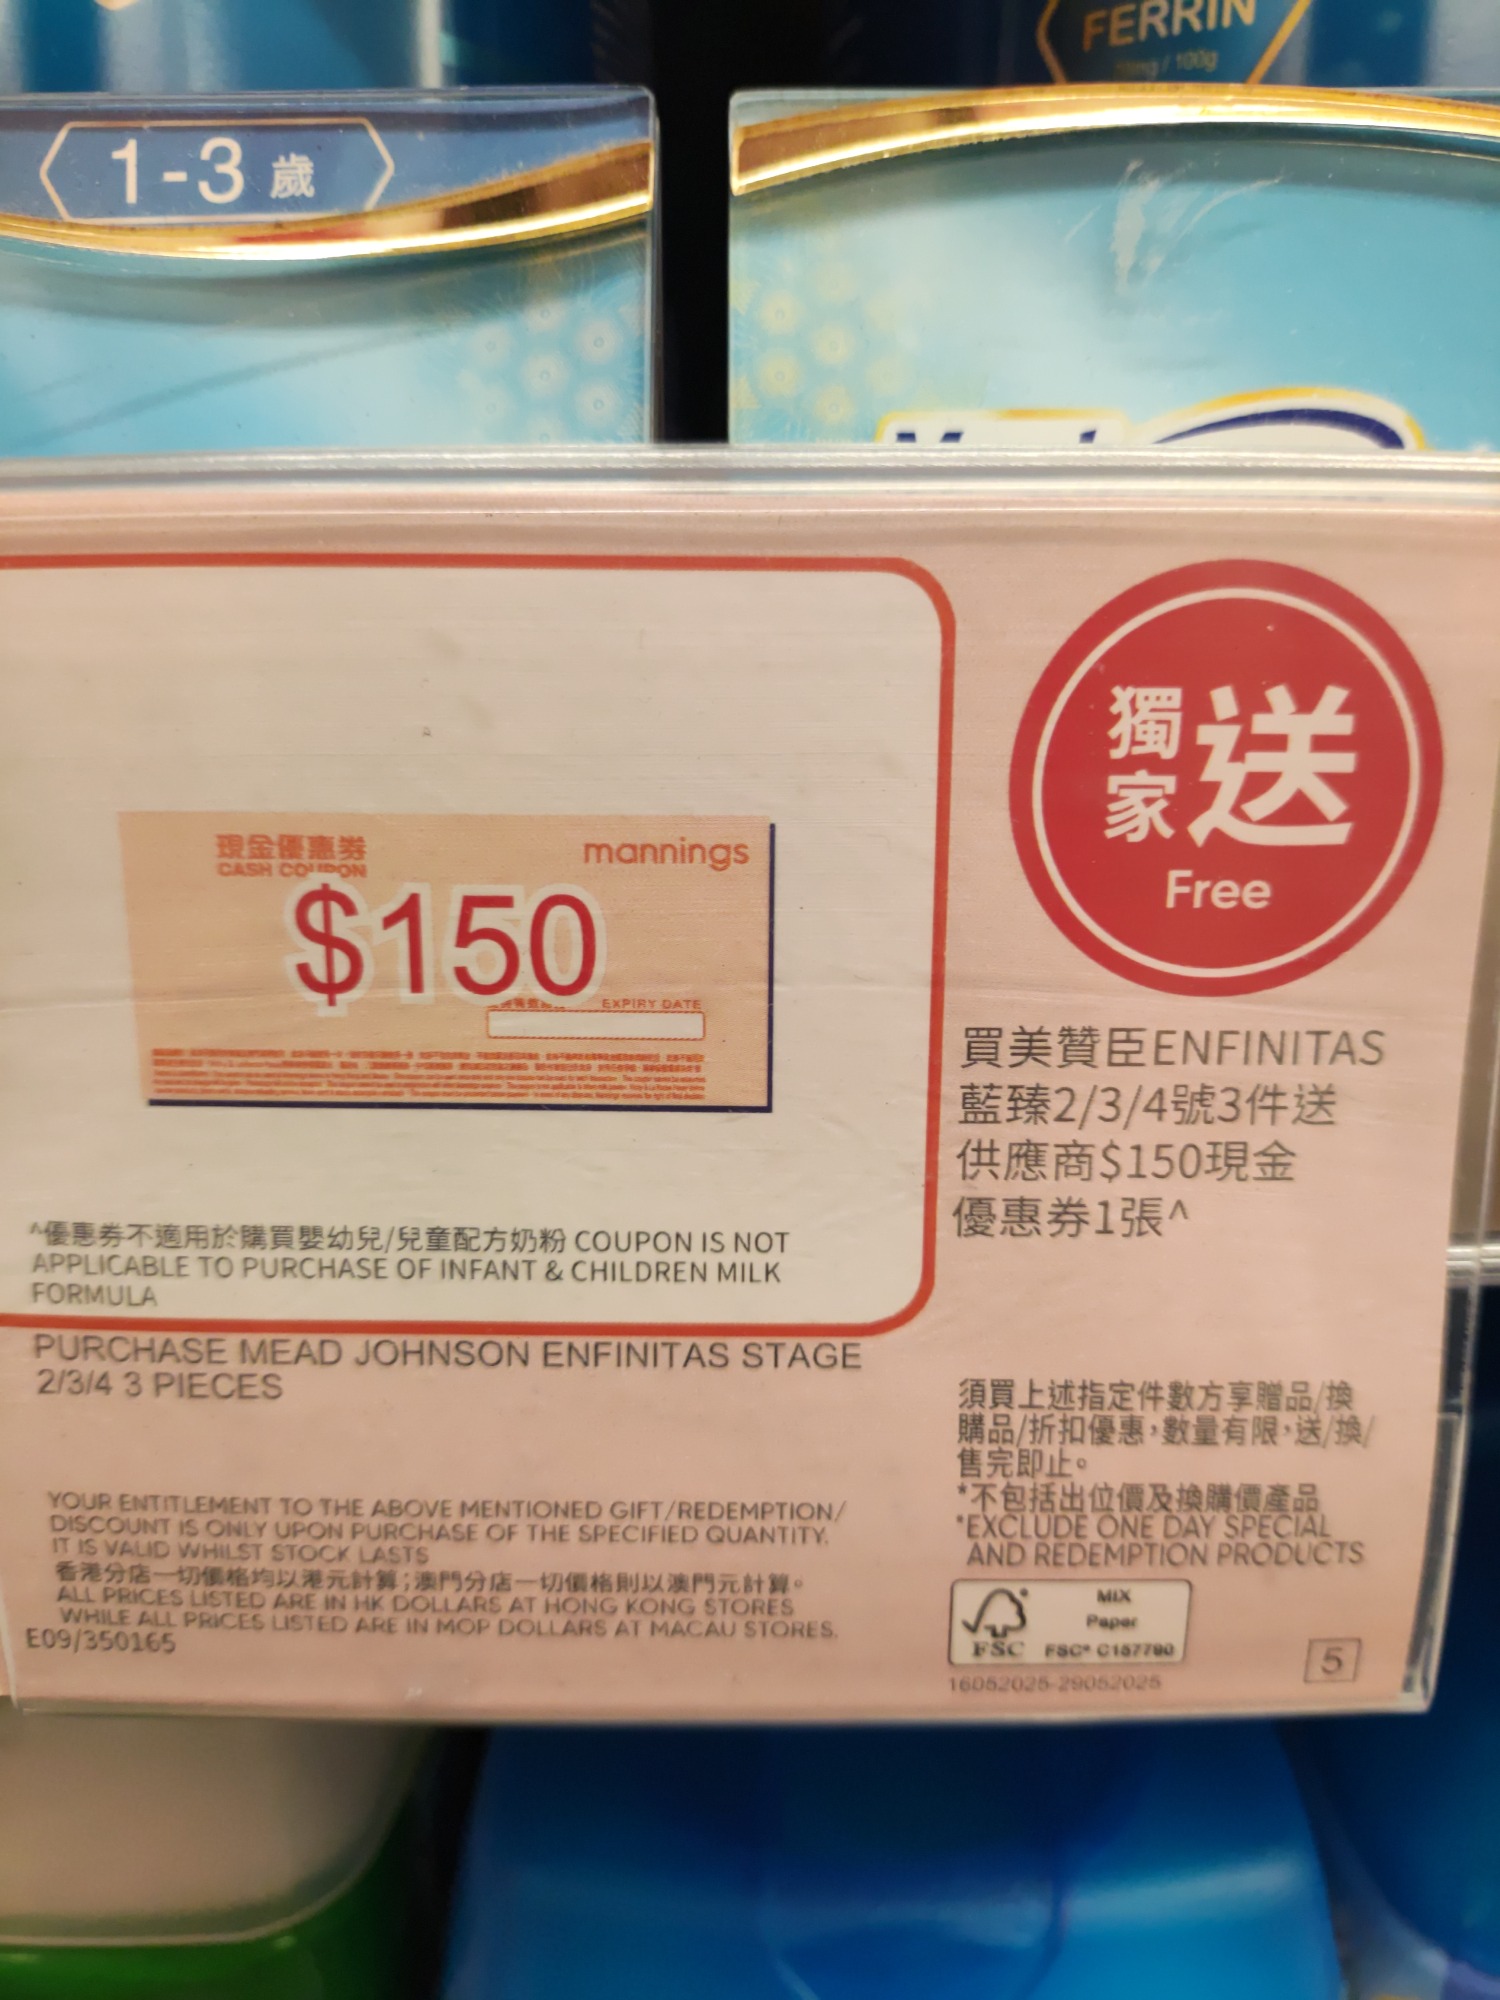 FERRIN
/ 100g
1-3 歲
獨家送
Free
現金優惠券
mannings
CASH COUPON
$150
EXPIRY DATE
買美贊臣ENFINITAS
藍臻2/3/4號3件送
供應商$150現金
優惠券1張^
^優惠券不適用於購買嬰幼兒/兒童配方奶粉 COUPON IS NOT
APPLICABLE TO PURCHASE OF INFANT & CHILDREN MILK
FORMULA
PURCHASE MEAD JOHNSON ENFINITAS STAGE
2/3/4 3 PIECES
須買上述指定件數方享贈品/換
購品/折扣優惠，數量有限，送/換/
售完即止。
*不包括出位價及換購價產品
*EXCLUDE ONE DAY SPECIAL
AND REDEMPTION PRODUCTS
YOUR ENTITLEMENT TO THE ABOVE MENTIONED GIFT/REDEMPTION/
DISCOUNT IS ONLY UPON PURCHASE OF THE SPECIFIED QUANTITY.
IT IS VALID WHILST STOCK LASTS
香港分店一切價格均以港元計算；澳門分店一切價格則以澳門元計算。
ALL PRICES LISTED ARE IN HK DOLLARS AT HONG KONG STORES
WHILE ALL PRICES LISTED ARE IN MOP DOLLARS AT MACAU STORES.
E09/350165
MIX
Paper
FSC
FSC® C157790
16052025-29052025
5